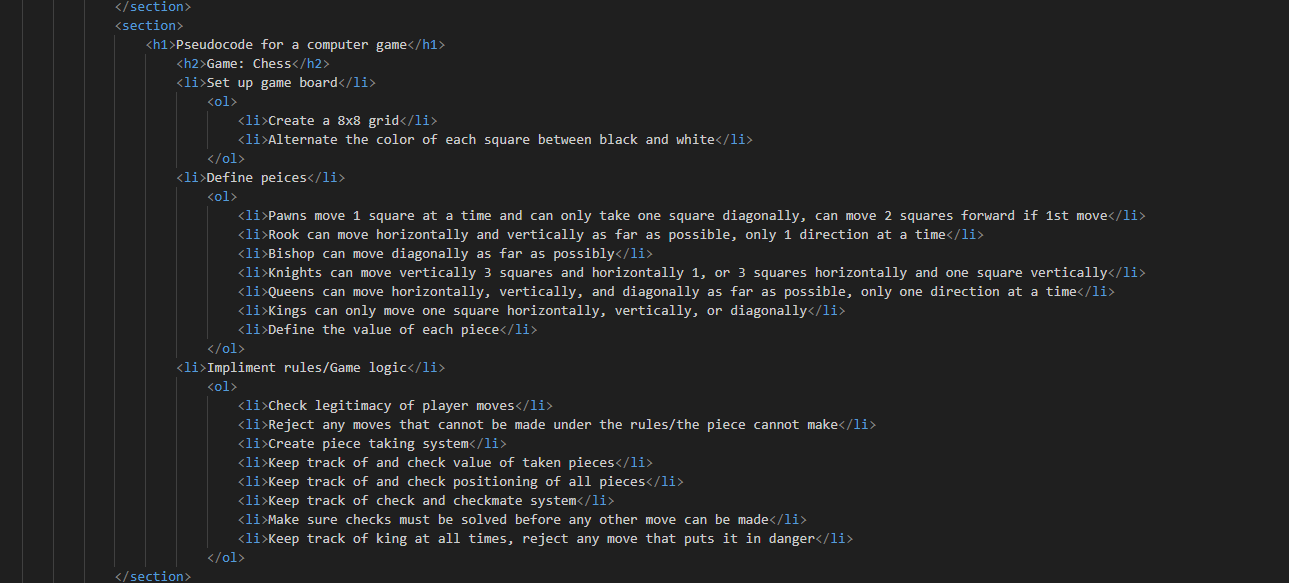 </section>
<section>
<h1>Pseudocode for a computer game</h1>
<h2>Game: Chess</h2>
<li>Set up game board</li>
<ol>
<li>Create a 8x8 grid</li>
<li>Alternate the color of each square between black and white</li>
</ol>
<li>Define peices</li>
<ol>
<li>Pawns move 1 square at a time and can only take one square diagonally, can move 2 squares forward if 1st move</li>
<li>Rook can move horizontally and vertically as far as possible, only 1 direction at a time</li>
<li>Bishop can move diagonally as far as possibly</li>
<li>Knights can move vertically 3 squares and horizontally 1, or 3 squares horizontally and one square vertically</li>
<li>Queens can move horizontally, vertically, and diagonally as far as possible, only one direction at a time</li>
<li>Kings can only move one square horizontally, vertically, or diagonally</li>
<li>Define the value of each piece</li>
</ol>
<li>Impliment rules/Game logic</li>
<ol>
<li>Check legitimacy of player moves</li>
<li>Reject any moves that cannot be made under the rules/the piece cannot make</li>
<li>Create piece taking system</li>
<li>Keep track of and check value of taken pieces</li>
<li>Keep track of and check positioning of all pieces</li>
<li>Keep track of check and checkmate system</li>
<li>Make sure checks must be solved before any other move can be made</li>
<li>Keep track of king at all times, reject any move that puts it in danger</li>
</ol>
</section>